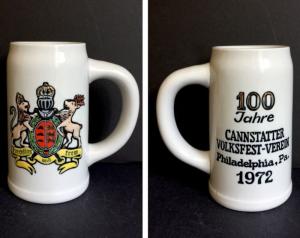 100
Jahre
CANNSTATTER
VOLKSFEST-VEREIN
Philadelphia, Pa.
1972